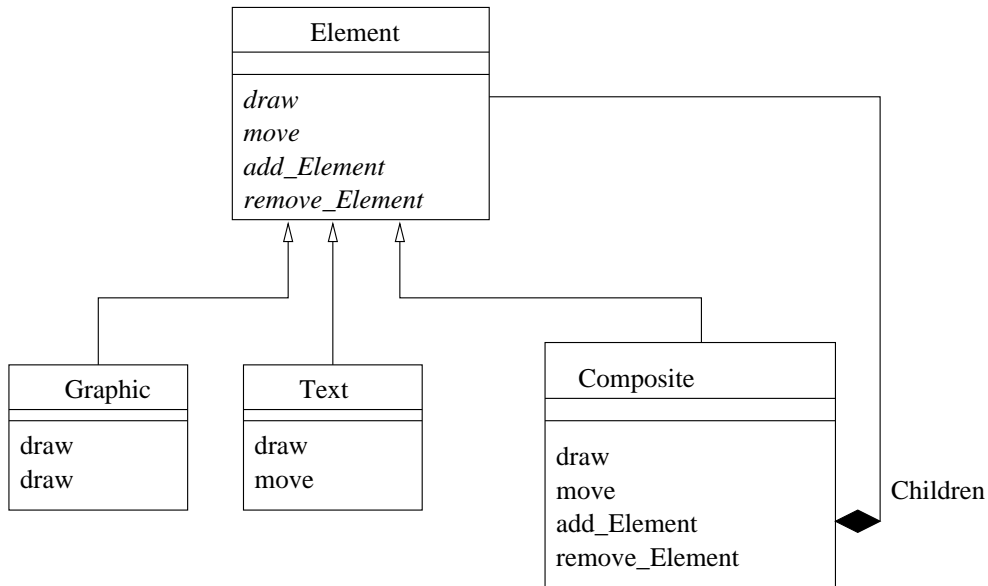 Element
draw
move
add_Element
remove_Element
Graphic
draw
draw
Text
draw
move
Composite
draw
move
add_Element
remove_Element
Children